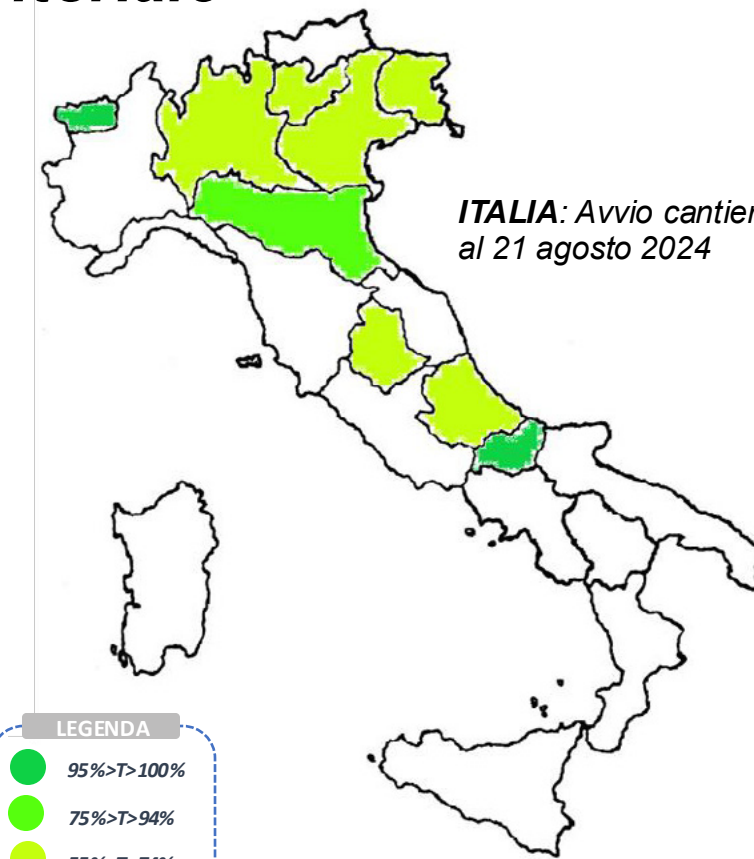 ITALIA: Avvio cantier
al 21 agosto 2024
LEGENDA
95%>T>100%
75%>T>94%